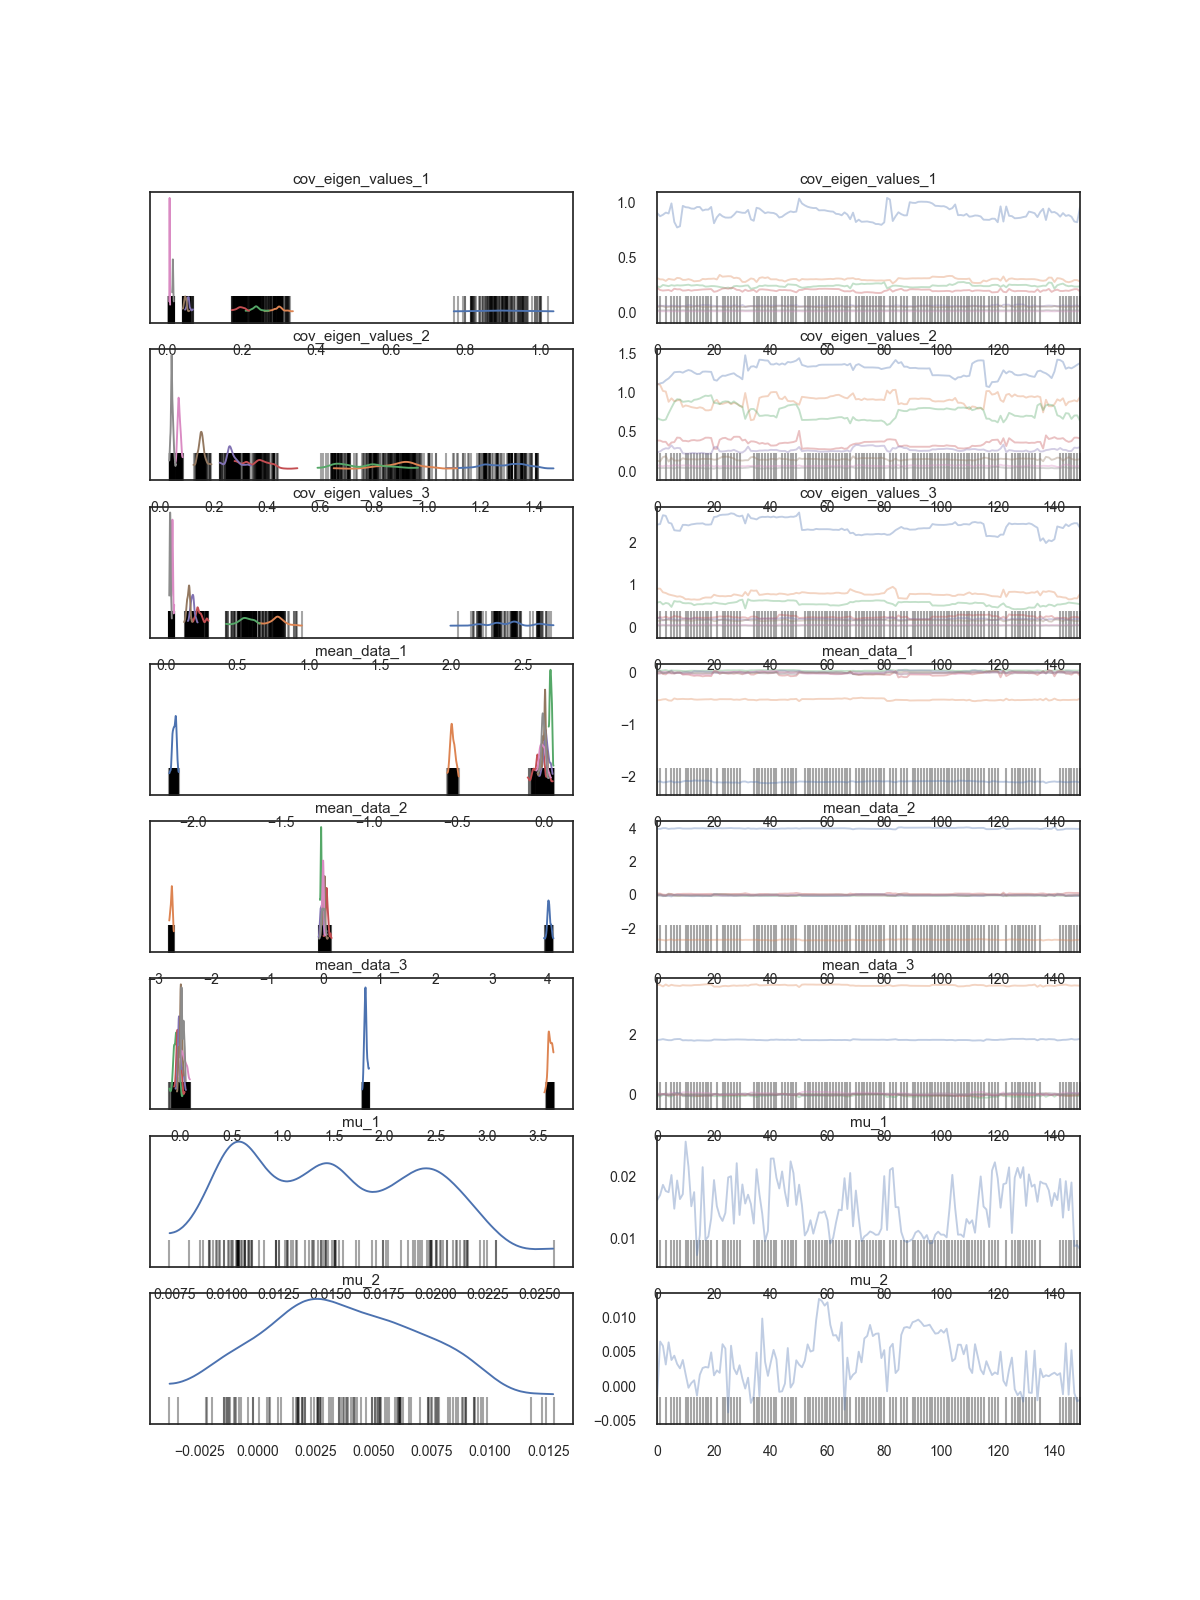 cov_eigen_values_1 cov_eigen_values_1
1.0
0.5
0.0
0.0 0.2 0.4 0.6 0.8 1.0 0 20 40 60 80 100 120 140
cov_eigen_values_2 cov_eigen_values_2
1.5
1.0
0.5
0.0
0.0 0.2 0.4 0.6 0.8 1.0 1.2 1.4 0 20 40 60 80 100 120 140
cov_eigen_values_3 cov_eigen_values_3
2
1
0
0.0 0.5 1.0 1.5 2.0 2.5 0 20 40 60 80 100 120 140
mean_data_1 mean_data_1
0
−1
−2
−2.0 −1.5 −1.0 −0.5 0.0 0 20 40 60 80 100 120 140
mean_data_2 mean_data_2
4
2
0
−2
−3 −2 −1 0 1 2 3 4 0 20 40 60 80 100 120 140
mean_data_3 mean_data_3
2
0
0.0 0.5 1.0 1.5 2.0 2.5 3.0 3.5 0 20 40 60 80 100 120 140
mu_1 mu_1
0.02
0.01
0.0075 0.0100 0.0125 0.0150 0.0175 0.0200 0.0225 0.0250 0 20 40 60 80 100 120 140
mu_2 mu_2
0.010
0.005
0.000
−0.005
−0.0025 0.0000 0.0025 0.0050 0.0075 0.0100 0.0125 0 20 40 60 80 100 120 140